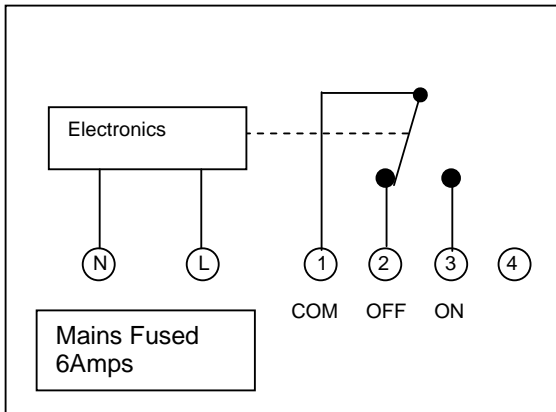 Electronics
N L 1 2 3 4
COM OFF ON
Mains Fused
6Amps